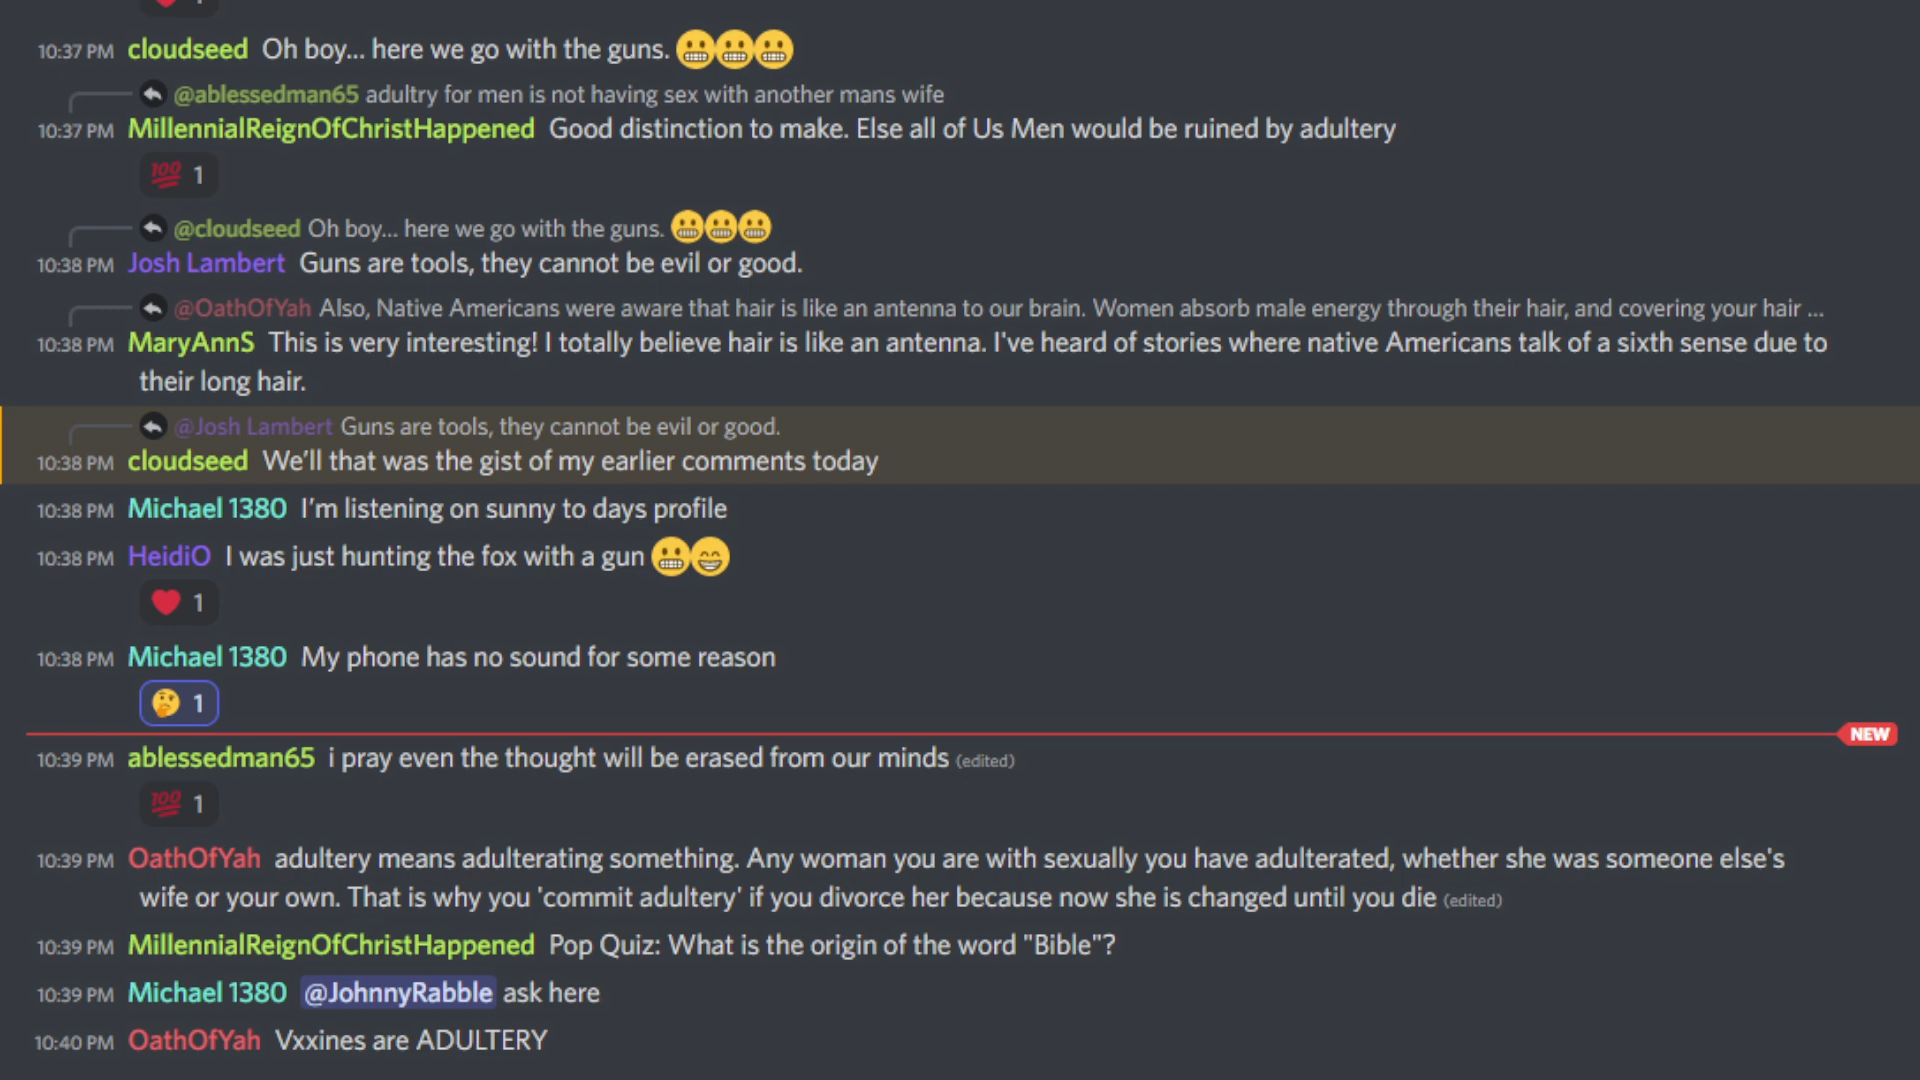 1
10:37 PM cloudseed Oh boy... here we go with the guns. 😬😬😬
@ablessedman65 adultry for men is not having sex with another mans wife
10:37 PM MillennialReignOfChristHappened Good distinction to make. Else all of Us Men would be ruined by adultery
💯 1
@cloudseed Oh boy... here we go with the guns. 😬😬😬
10:38 PM Josh Lambert Guns are tools, they cannot be evil or good.
@OathOfYah Also, Native Americans were aware that hair is like an antenna to our brain. Women absorb male energy through their hair, and covering your hair ...
10:38 PM MaryAnnS This is very interesting! I totally believe hair is like an antenna. I've heard of stories where native Americans talk of a sixth sense due to
their long hair.
@Josh Lambert Guns are tools, they cannot be evil or good.
10:38 PM cloudseed We’ll that was the gist of my earlier comments today
10:38 PM Michael 1380 I’m listening on sunny to days profile
10:38 PM HeidiO I was just hunting the fox with a gun 😬😁
❤️ 1
10:38 PM Michael 1380 My phone has no sound for some reason
🤔 1
NEW
10:39 PM ablessedman65 i pray even the thought will be erased from our minds (edited)
💯 1
10:39 PM OathOfYah adultery means adulterating something. Any woman you are with sexually you have adulterated, whether she was someone else's
wife or your own. That is why you 'commit adultery' if you divorce her because now she is changed until you die (edited)
10:39 PM MillennialReignOfChristHappened Pop Quiz: What is the origin of the word "Bible"?
10:39 PM Michael 1380 @JohnnyRabble ask here
10:40 PM OathOfYah Vxxines are ADULTERY